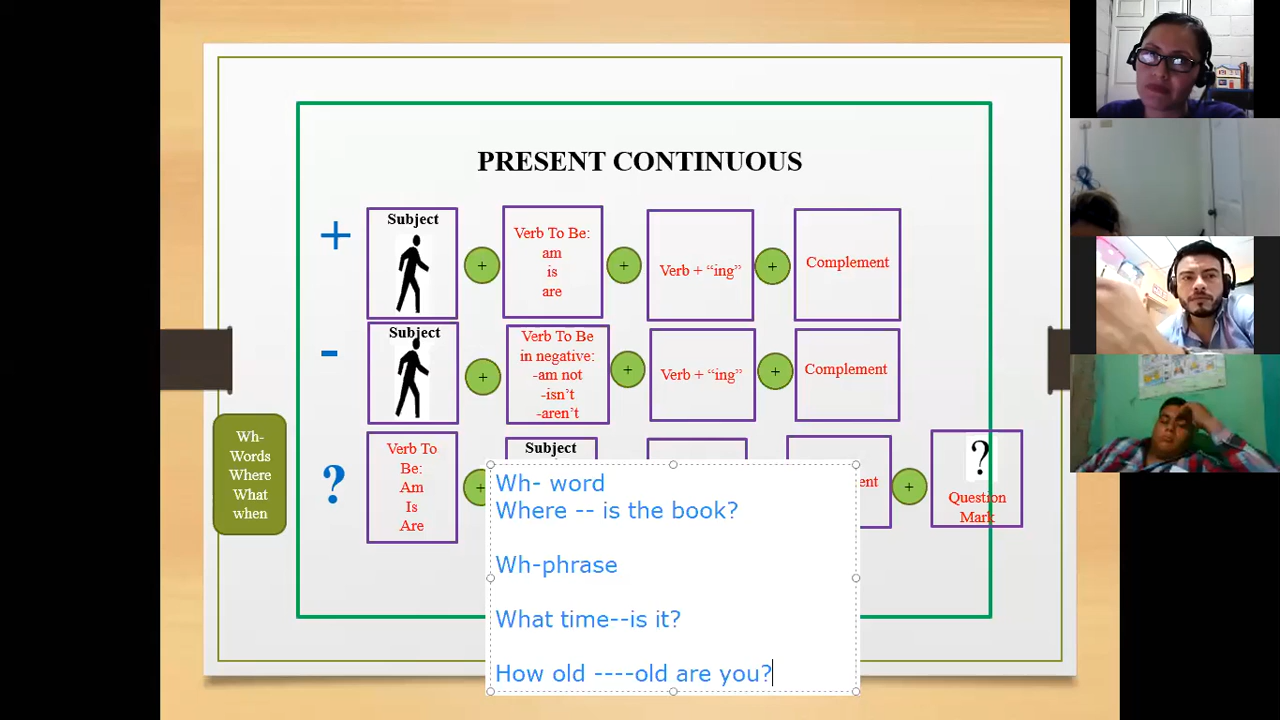 PRESENT CONTINUOUS
+
Subject
+
Verb To Be:
am
is
are
+
Verb + “ing”
+
Complement
-
Subject
+
Verb To Be
in negative:
-am not
-isn’t
-aren’t
+
Verb + “ing”
+
Complement
Wh-
Words
Where
What
when
?
Verb To
Be:
Am
Is
Are
+
Subject
ent
+
?
Question
Mark
Wh- word
Where -- is the book?
Wh-phrase
What time--is it?
How old ----old are you?